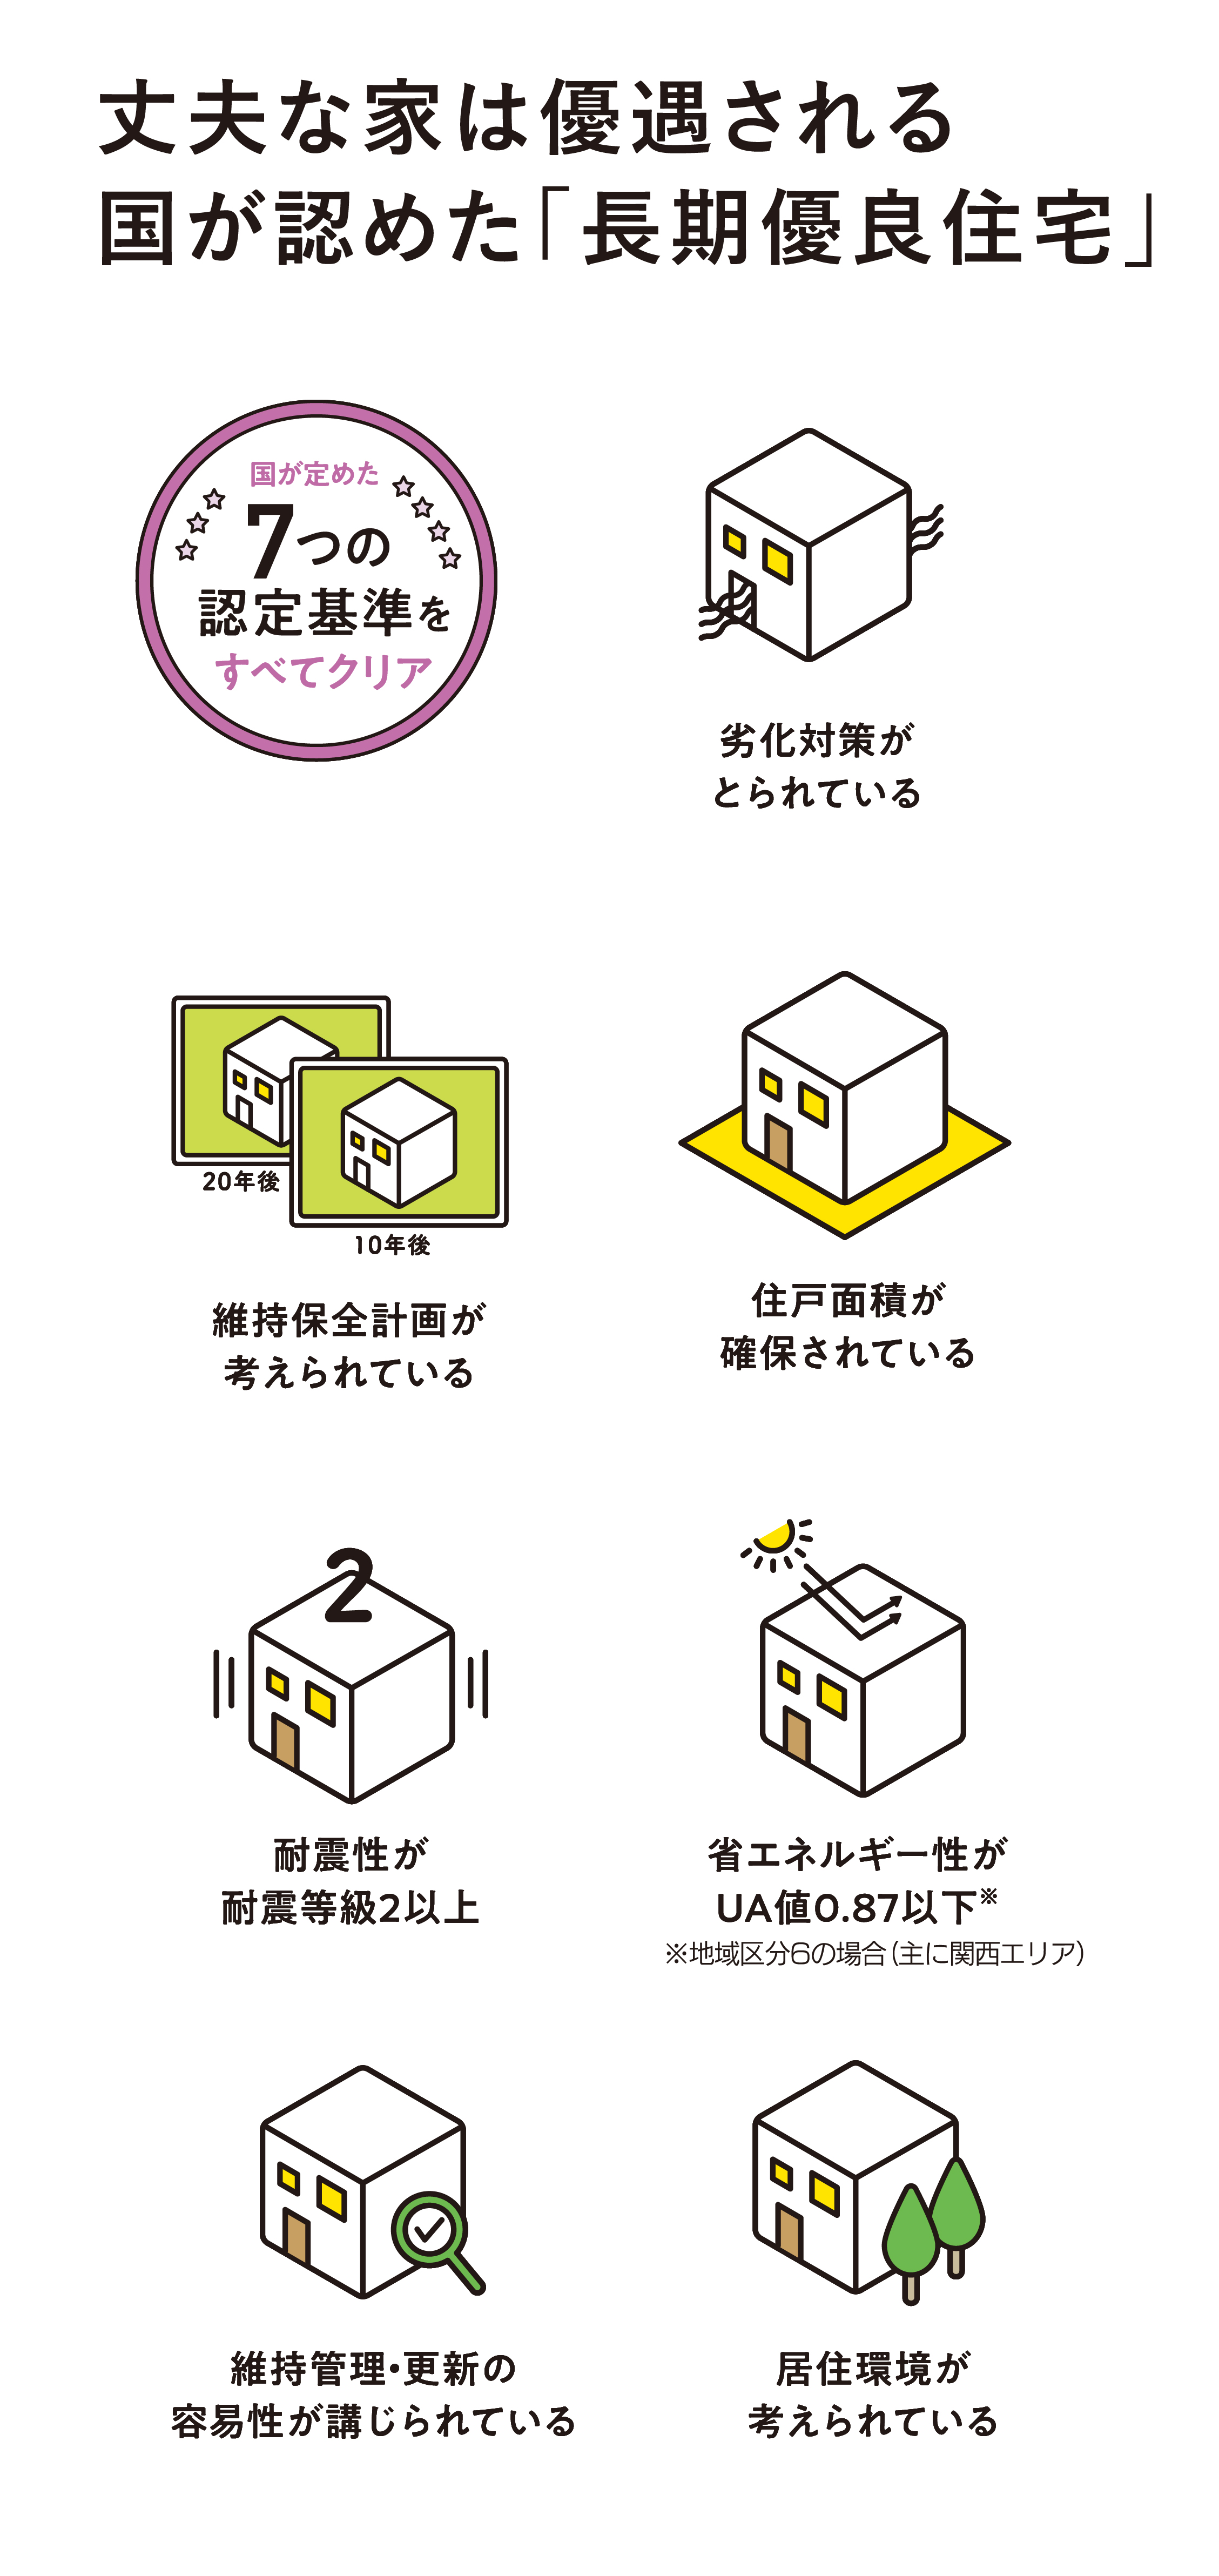 丈夫な家は優遇される
国が認めた「長期優良住宅」
国が定めた
7つの
認定基準を
すべてクリア
劣化対策が
とられている
20年後
10年後
維持保全計画が
考えられている
住戸面積が
確保されている
2
耐震性が
耐震等級2以上
省エネルギー性が
UA値0.87以下※
※地域区分6の場合（主に関西エリア）
維持管理・更新の
容易性が講じられている
居住環境が
考えられている